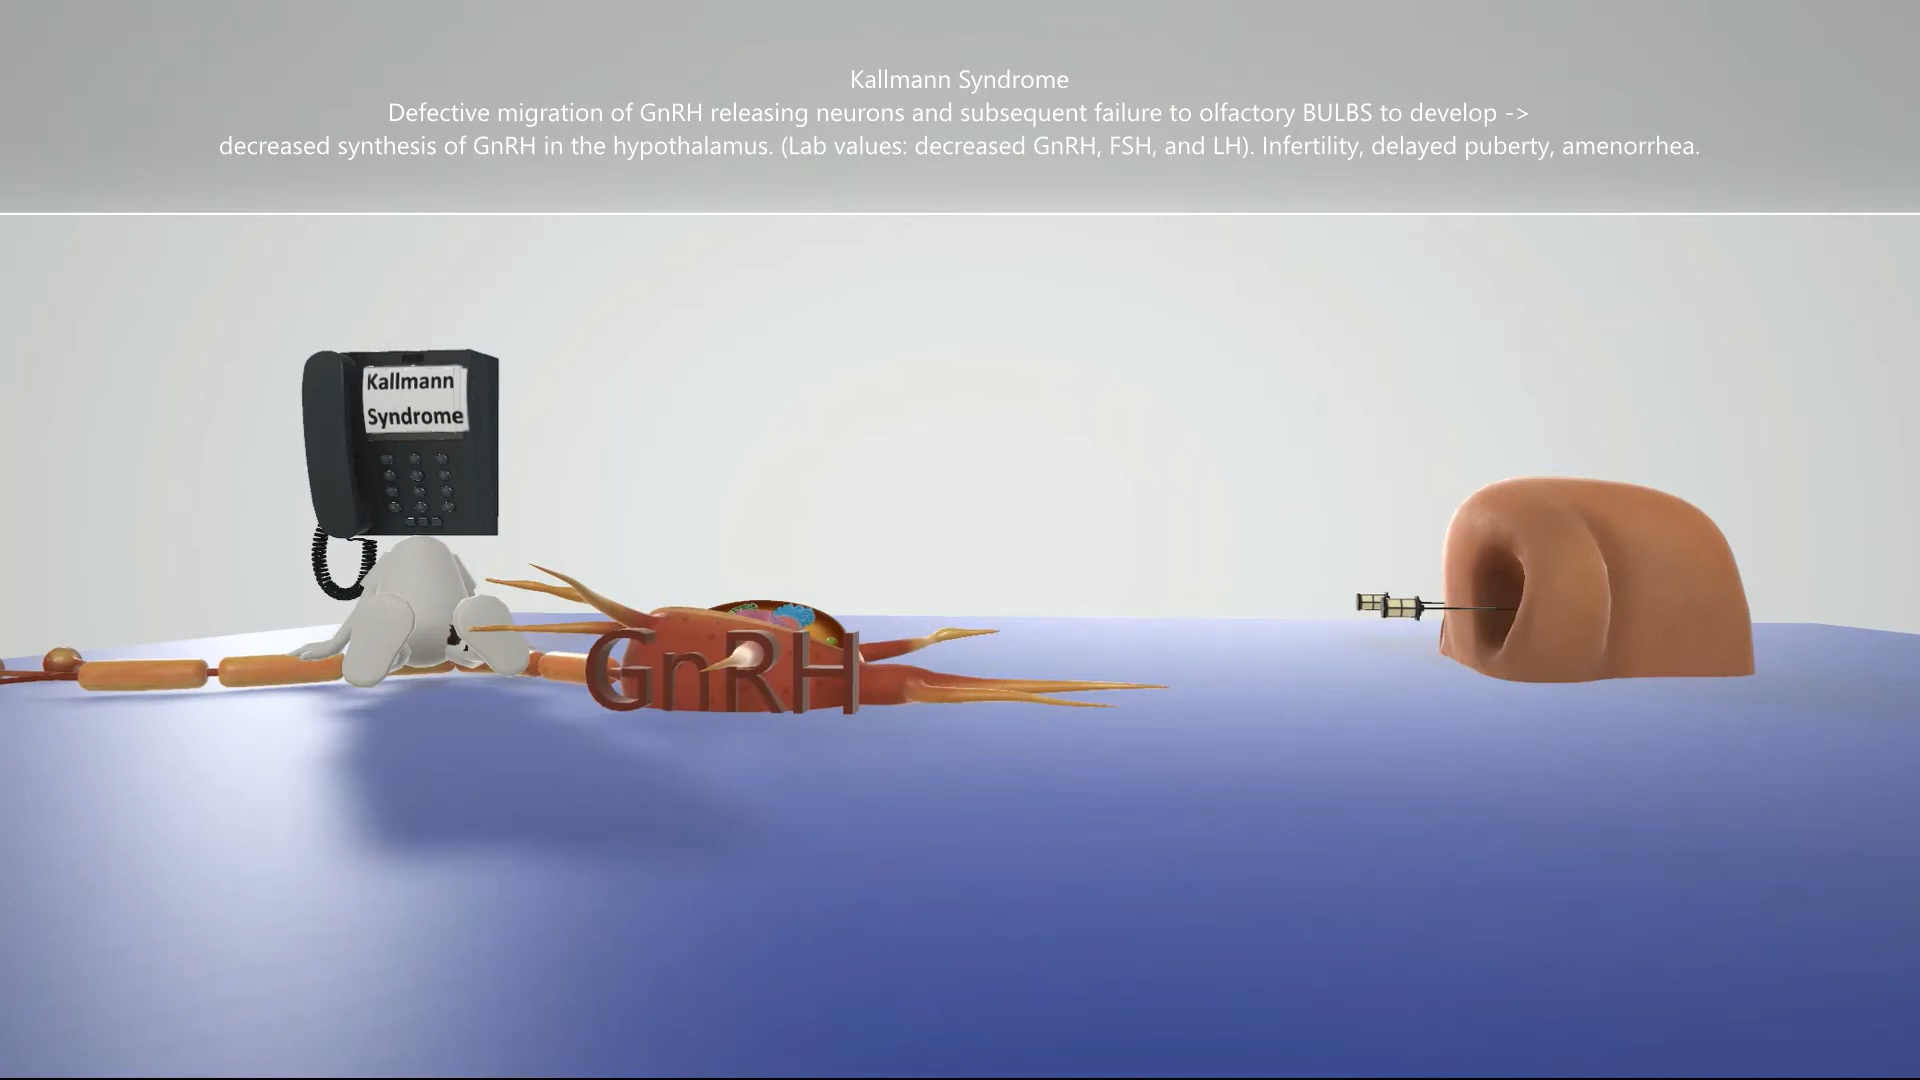 Kallmann Syndrome
Defective migration of GnRH releasing neurons and subsequent failure to olfactory BULBS to develop ->
decreased synthesis of GnRH in the hypothalamus. (Lab values: decreased GnRH, FSH, and LH). Infertility, delayed puberty, amenorrhea.
Kallmann
Syndrome
GnRH